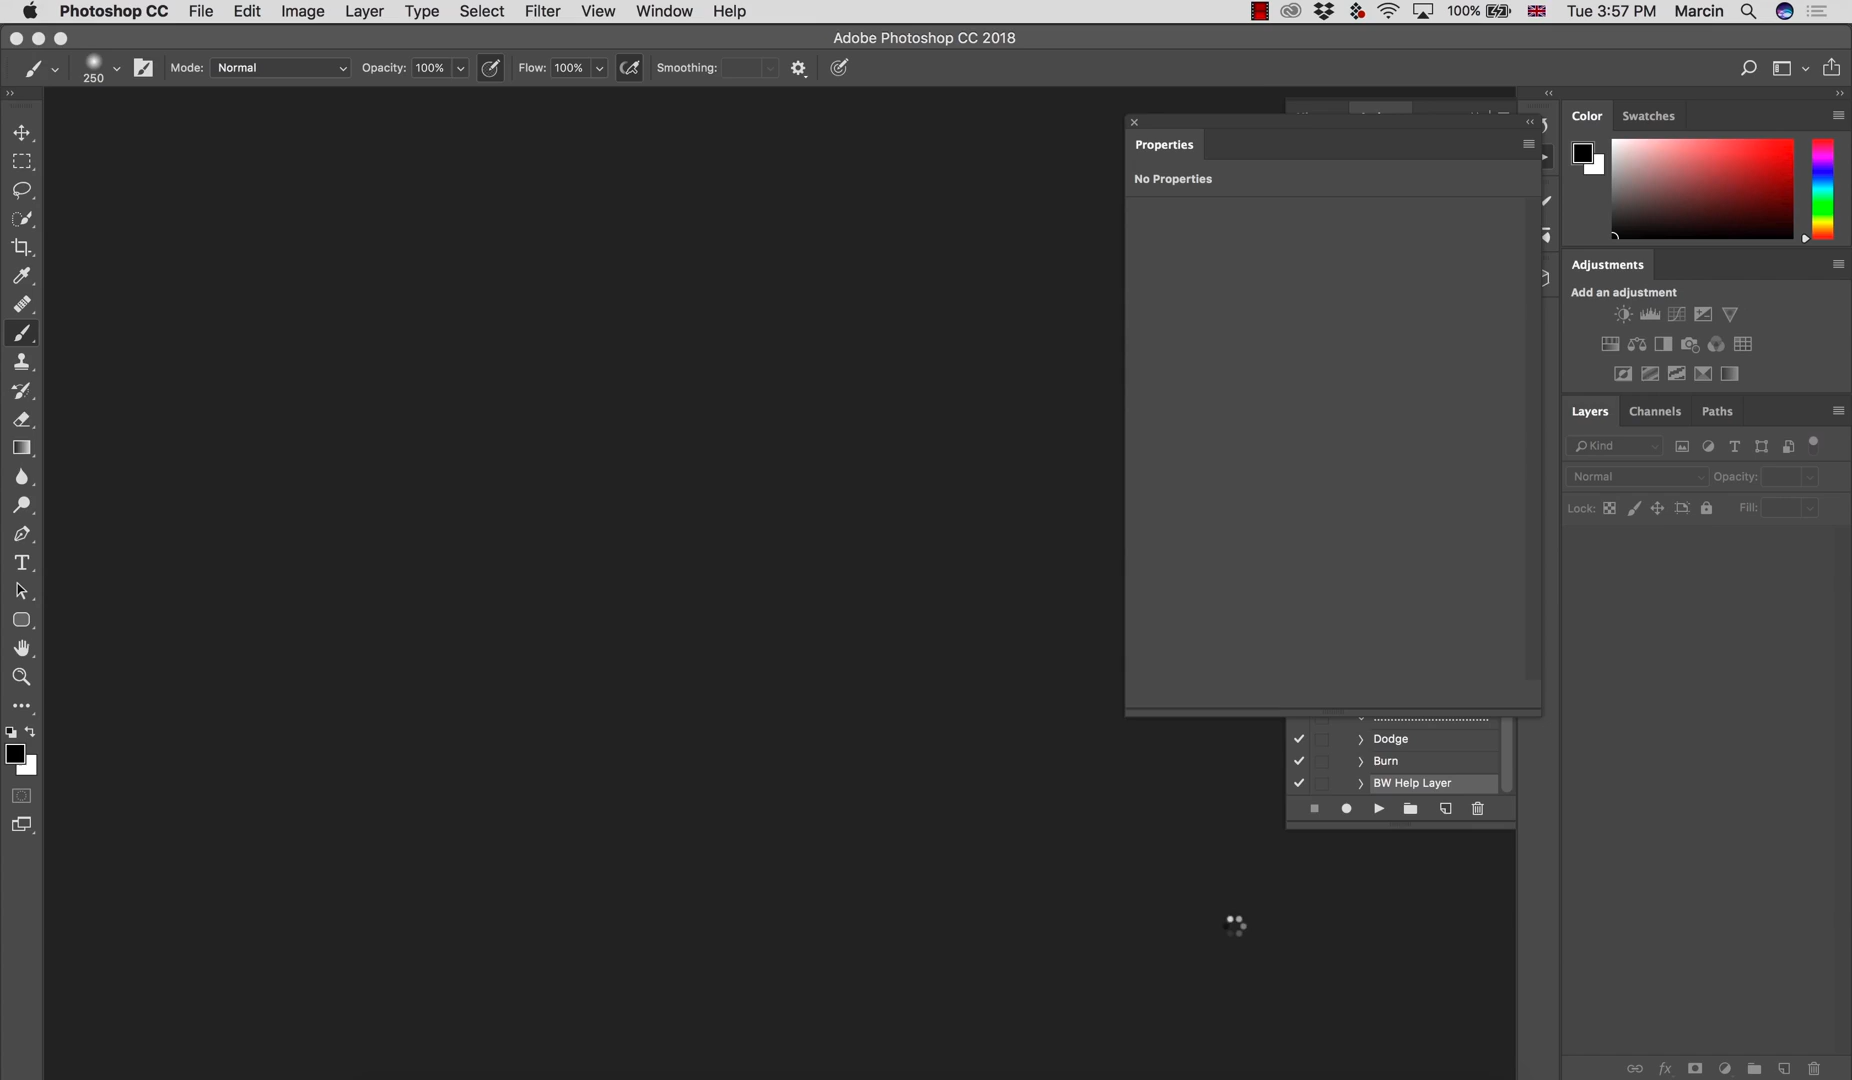 Photoshop CC File Edit Image Layer Type Select Filter View Window Help 100% Tue 3:57 PM Marcin
Adobe Photoshop CC 2018
250 Mode: Normal Opacity: 100% Flow: 100% Smoothing:
Color Swatches
Properties
No Properties
Adjustments
Add an adjustment
Layers Channels Paths
Kind
Normal Opacity:
Lock: Fill:
Dodge
Burn
BW Help Layer
fx